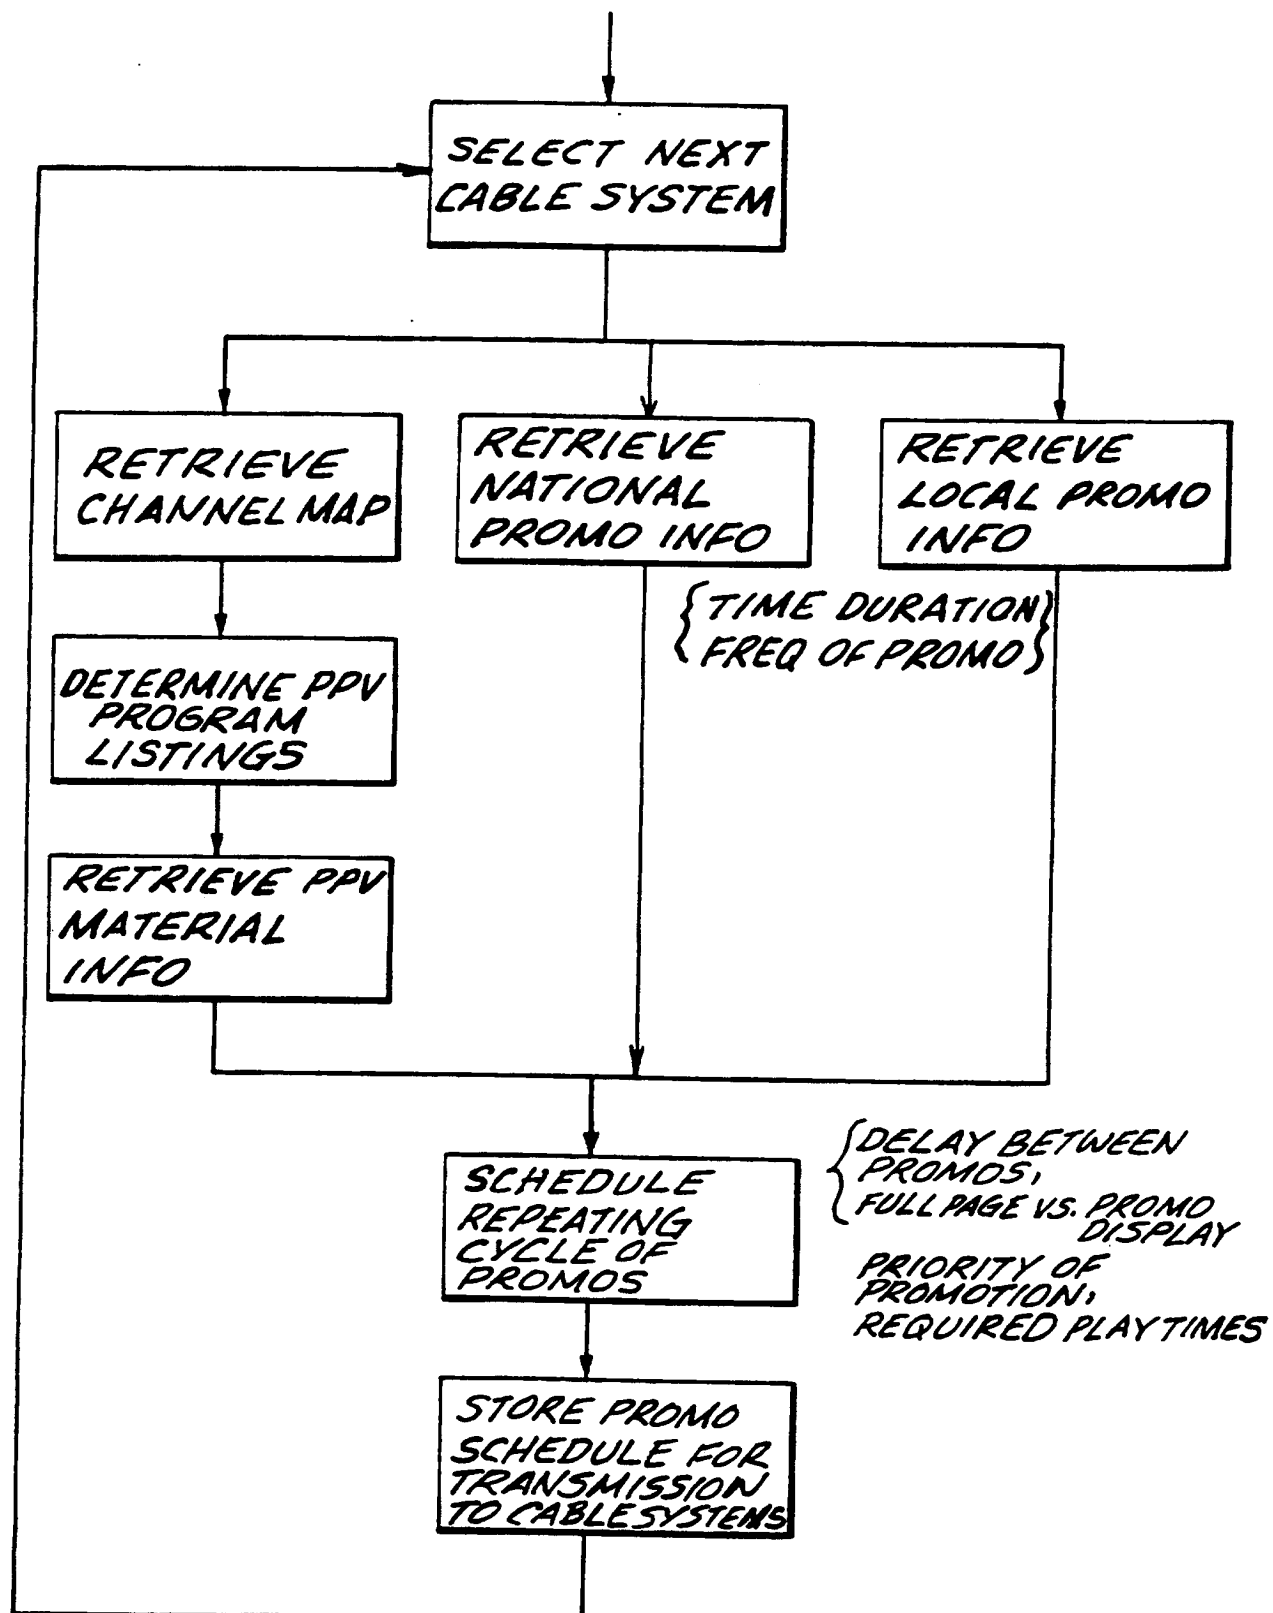 SELECT NEXT
CABLE SYSTEM
RETRIEVE
CHANNEL MAP
RETRIEVE
NATIONAL
PROMO INFO
RETRIEVE
LOCAL PROMO
INFO
{TIME DURATION}
{FREQ OF PROMO}
DETERMINE PPV
PROGRAM
LISTINGS
RETRIEVE PPV
MATERIAL
INFO
SCHEDULE
REPEATING
CYCLE OF
PROMOS
{DELAY BETWEEN
PROMOS,
FULL PAGE VS. PROMO
DISPLAY
PRIORITY OF
PROMOTION,
REQUIRED PLAY TIMES
STORE PROMO
SCHEDULE FOR
TRANSMISSION
TO CABLE SYSTEMS